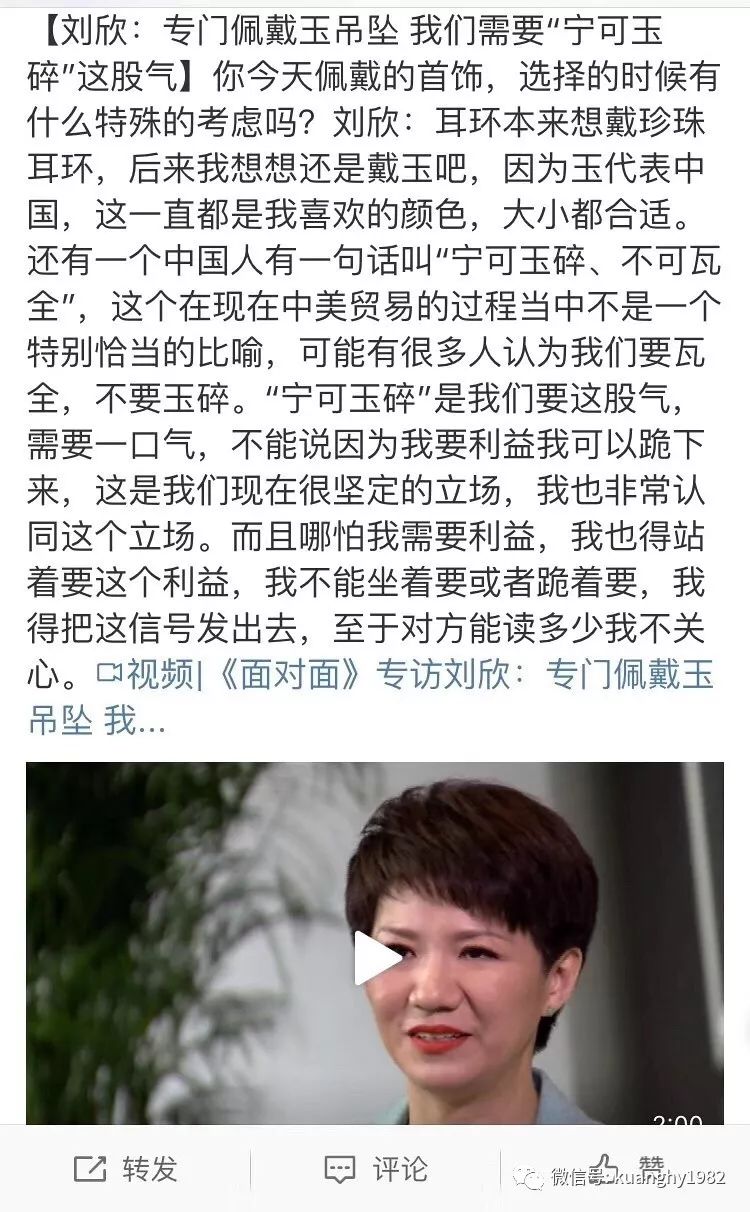 【刘欣：专门佩戴玉吊坠 我们需要“宁可玉
碎”这股气】你今天佩戴的首饰，选择的时候有
什么特殊的考虑吗？刘欣：耳环本来想戴珍珠
耳环，后来我想想还是戴玉吧，因为玉代表中
国，这一直都是我喜欢的颜色，大小都合适。
还有一个中国人有一句话叫“宁可玉碎、不可瓦
全”，这个在现在中美贸易的过程当中不是一个
特别恰当的比喻，可能有很多人认为我们要瓦
全，不要玉碎。“宁可玉碎”是我们要这股气，
需要一口气，不能说因为我要利益我可以跪下
来，这是我们现在很坚定的立场，我也非常认
同这个立场。而且哪怕我需要利益，我也得站
着要这个利益，我不能坐着要或者跪着要，我
得把这信号发出去，至于对方能读多少我不关
心。视频|《面对面》专访刘欣：专门佩戴玉
吊坠 我...
2:00
转发
评论
赞
微信号: kuanghy1982